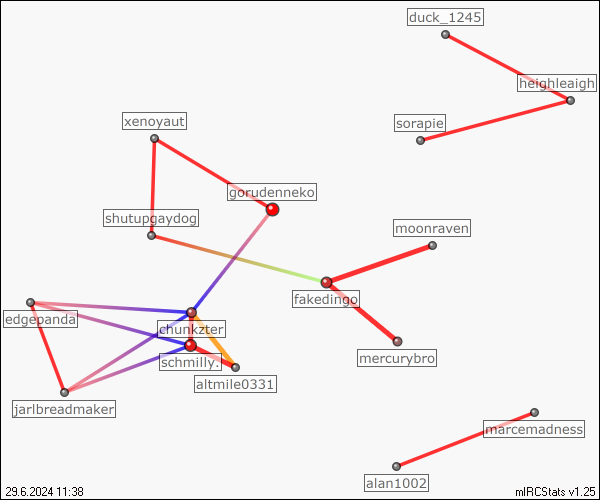 duck_1245
heighleaigh
xenoyaut
sorapie
gorudenneko
shutupgaydog
moonraven
fakedingo
edgepanda
chunkzter
mercurybro
schmilly.
altmile0331
jarlbreadmaker
marcemadness
alan1002
29.6.2024 11:38
mIRCStats v1.25